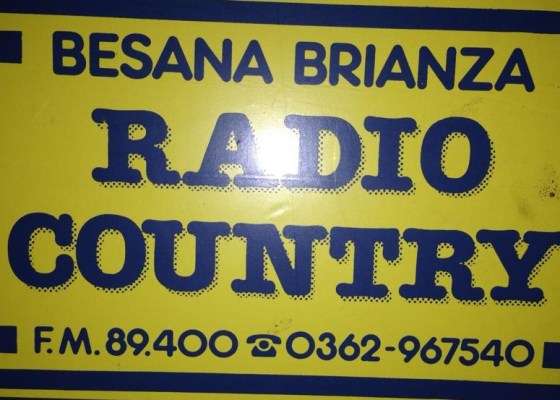 BESANA BRIANZA
RADIO
COUNTRY
F.M. 89.400 ☎ 0362-967540